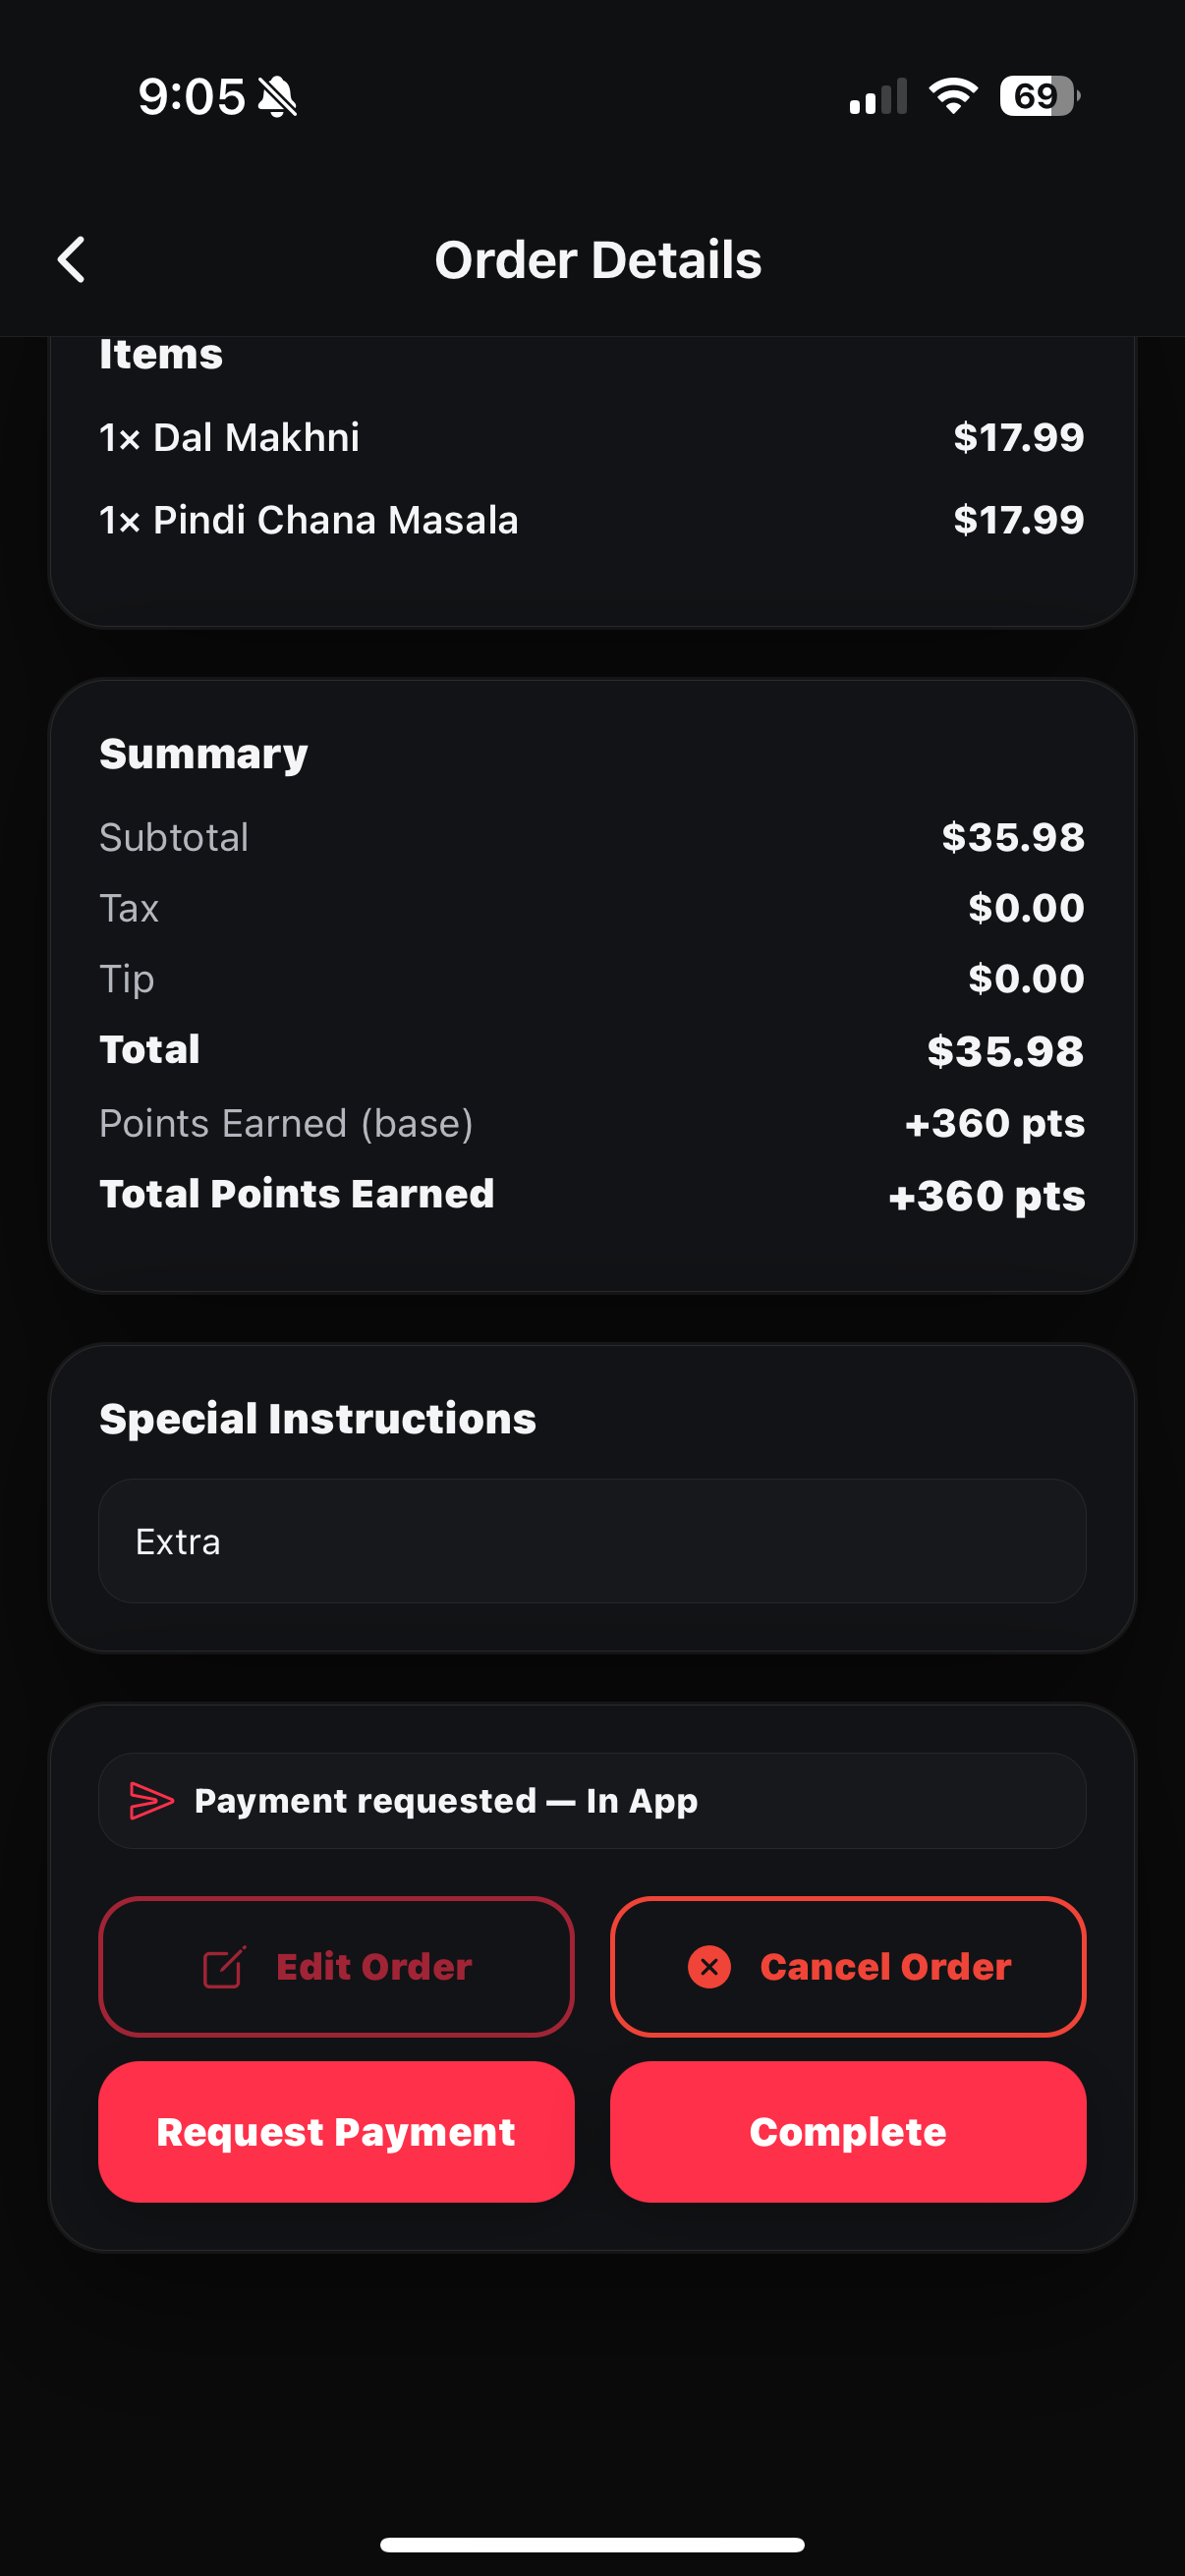 9:05
69
Order Details
Items
1× Dal Makhni $17.99
1× Pindi Chana Masala $17.99
Summary
Subtotal $35.98
Tax $0.00
Tip $0.00
Total $35.98
Points Earned (base) +360 pts
Total Points Earned +360 pts
Special Instructions
Extra
Payment requested — In App
Edit Order Cancel Order
Request Payment Complete